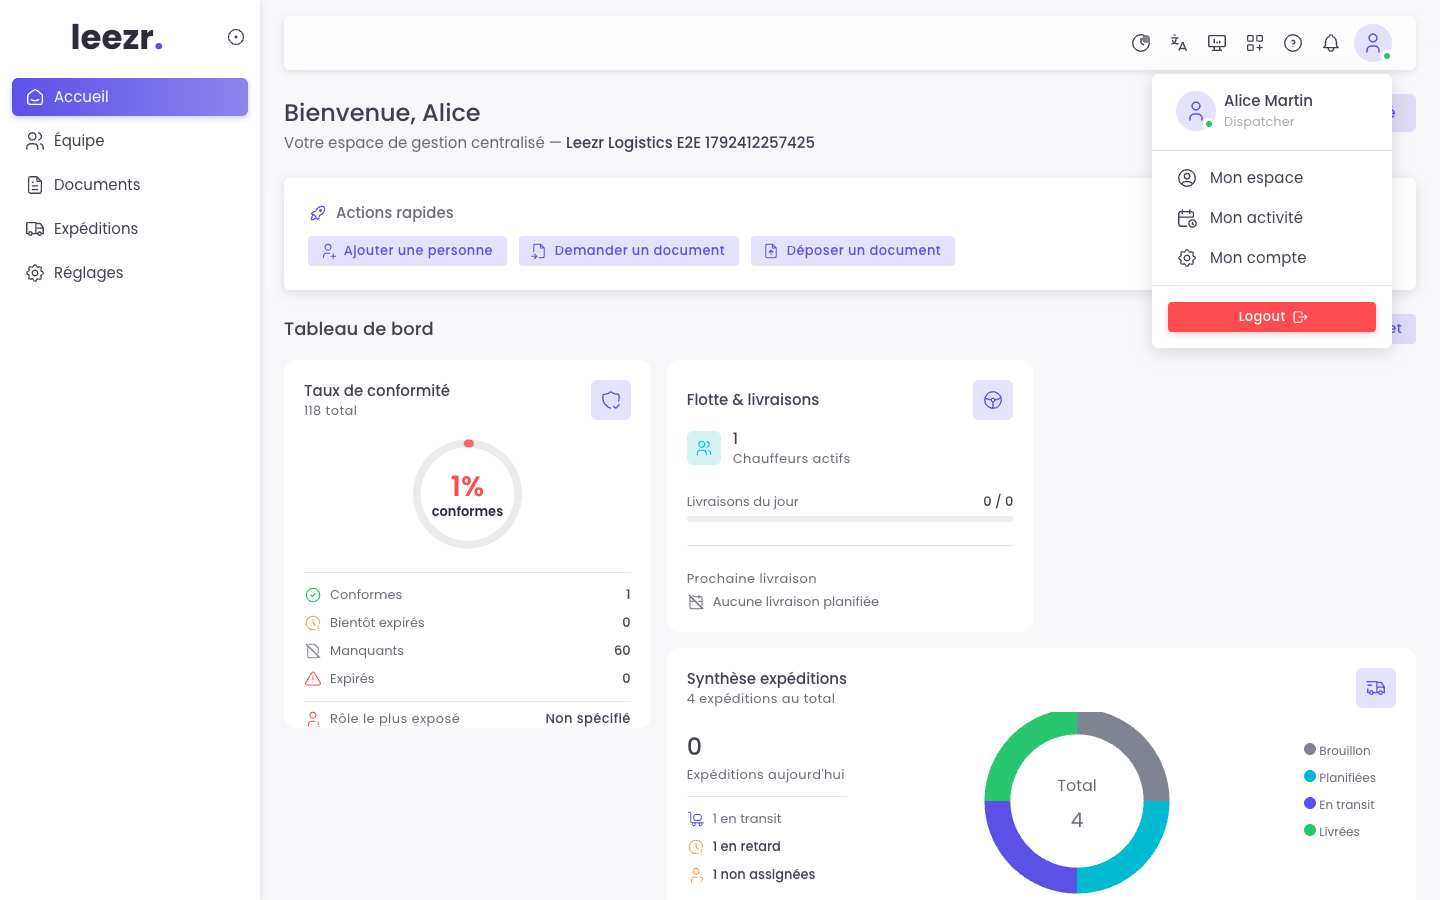 leezr.
Accueil
Équipe
Documents
Expéditions
Réglages
Bienvenue, Alice
Votre espace de gestion centralisé — Leezr Logistics E2E 1792412257425
Alice Martin
Dispatcher
Mon espace
Mon activité
Mon compte
Logout
Actions rapides
Ajouter une personne
Demander un document
Déposer un document
Tableau de bord
Taux de conformité
118 total
1%
conformes
Conformes 1
Bientôt expirés 0
Manquants 60
Expirés 0
Rôle le plus exposé Non spécifié
Flotte & livraisons
1
Chauffeurs actifs
Livraisons du jour 0 / 0
Prochaine livraison
Aucune livraison planifiée
Synthèse expéditions
4 expéditions au total
0
Expéditions aujourd'hui
1 en transit
1 en retard
1 non assignées
Total
4
Brouillon
Planifiées
En transit
Livrées